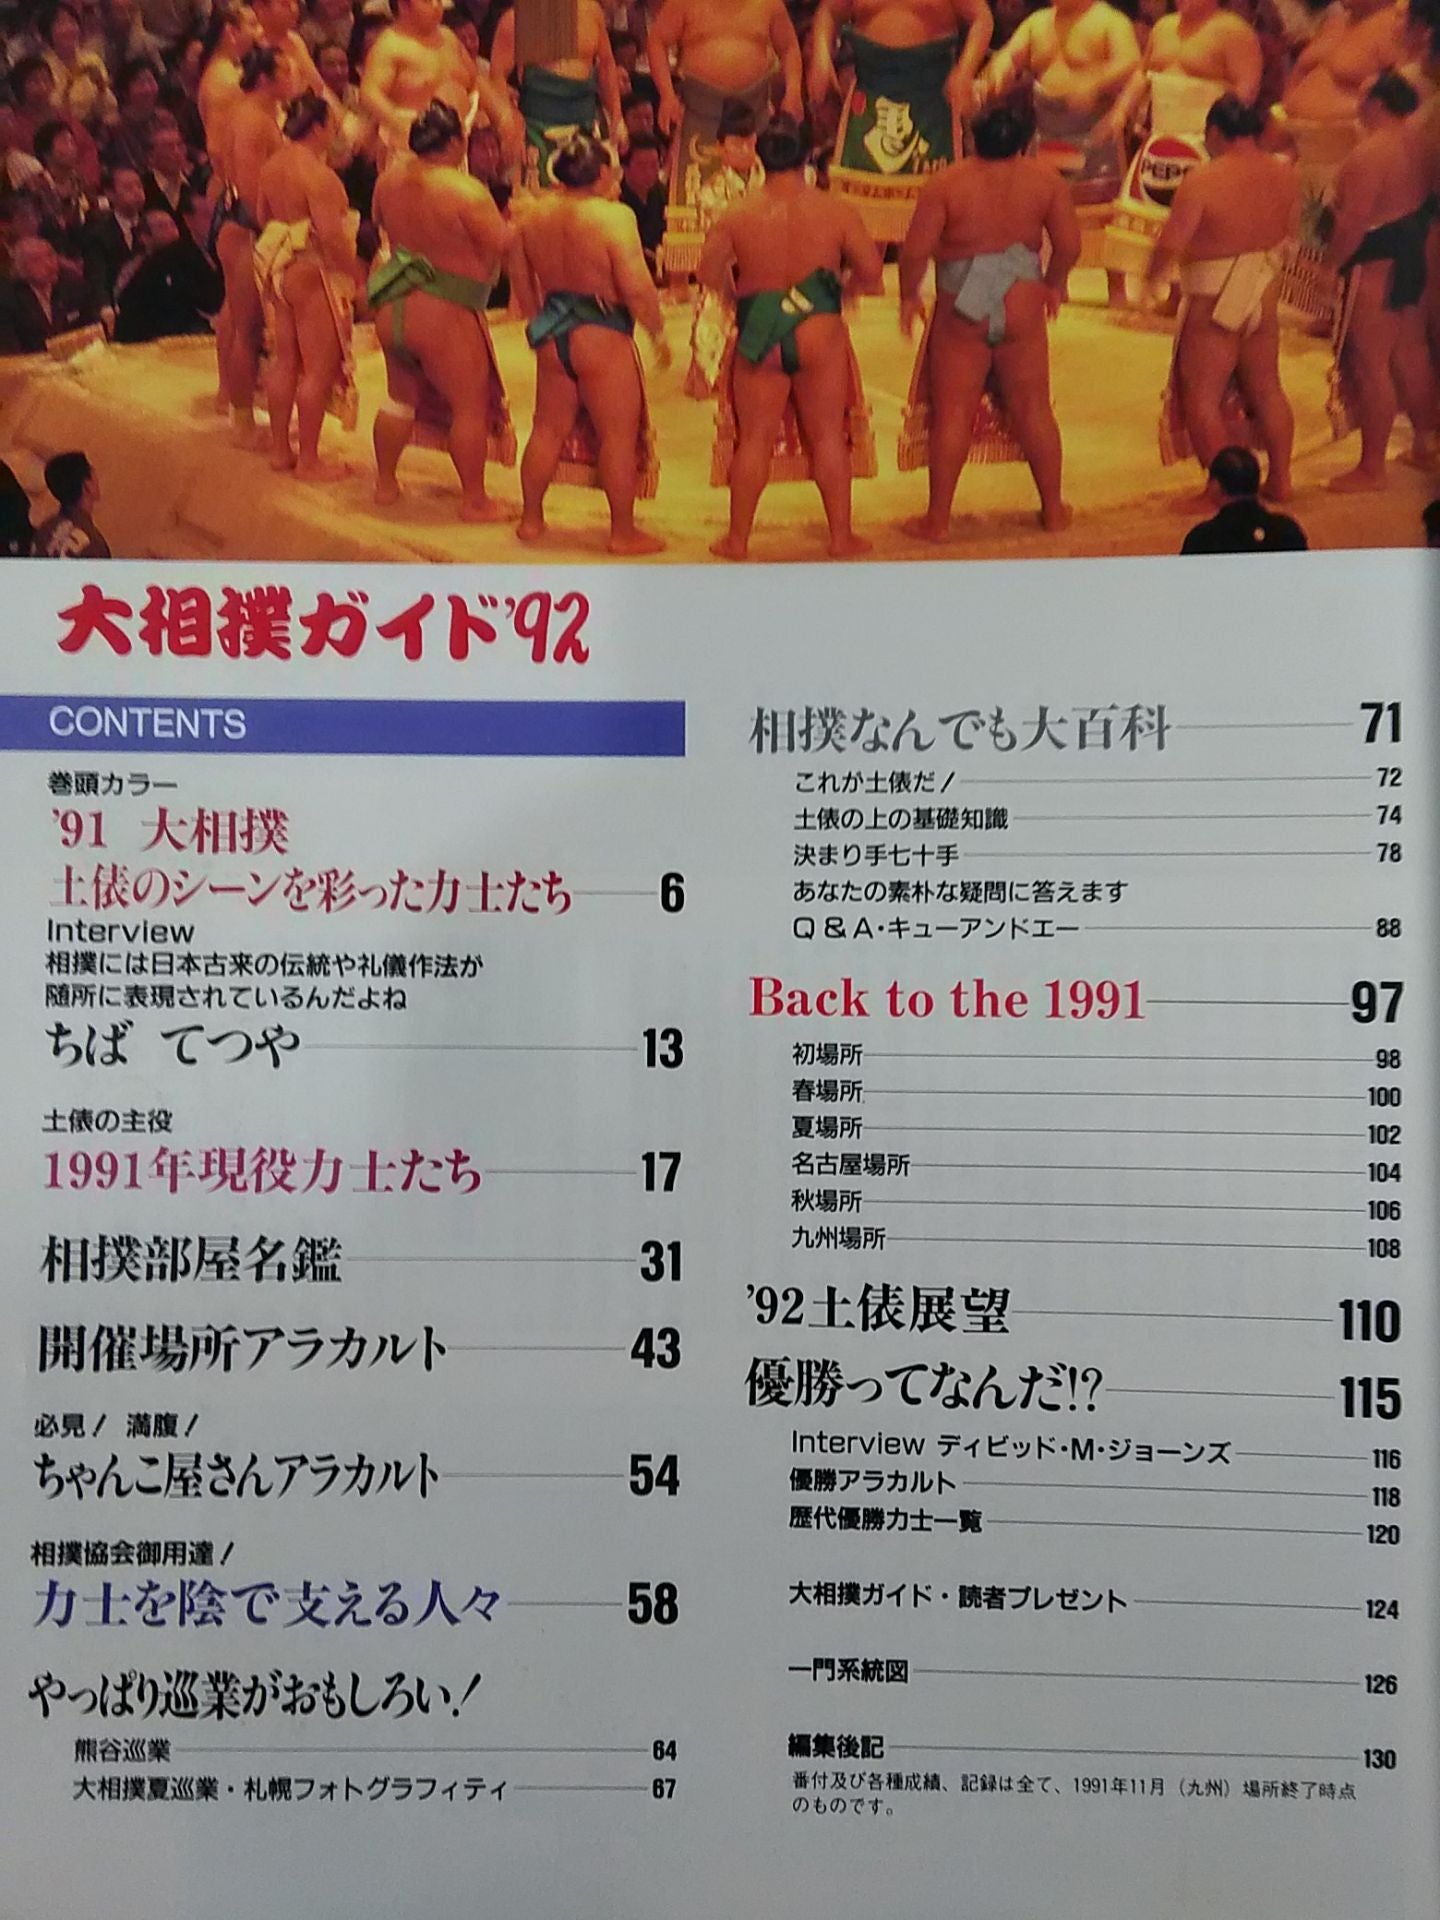 PEPSI
大相撲ガイド'92
CONTENTS
巻頭カラー
'91 大相撲
土俵のシーンを彩った力士たち 6
Interview
相撲には日本古来の伝統や礼儀作法が
随所に表現されているんだよね
ちば てつや 13
土俵の主役
1991年現役力士たち 17
相撲部屋名鑑 31
開催場所アラカルト 43
必見! 満腹!
ちゃんこ屋さんアラカルト 54
相撲協会御用達!
力士を陰で支える人々 58
やっぱり巡業がおもしろい!
熊谷巡業 64
大相撲夏巡業・札幌フォトグラフィティ 67
相撲なんでも大百科 71
これが土俵だ! 72
土俵の上の基礎知識 74
決まり手七十手 78
あなたの素朴な疑問に答えます
Q&A・キューアンドエー 88
Back to the 1991 97
初場所 98
春場所 100
夏場所 102
名古屋場所 104
秋場所 106
九州場所 108
'92土俵展望 110
優勝ってなんだ!? 115
Interview ディビッド・M・ジョーンズ 116
優勝アラカルト 118
歴代優勝力士一覧 120
大相撲ガイド・読者プレゼント 124
一門系統図 126
編集後記 130
番付及び各種成績、記録は全て、1991年11月（九州）場所終了時点
のものです。